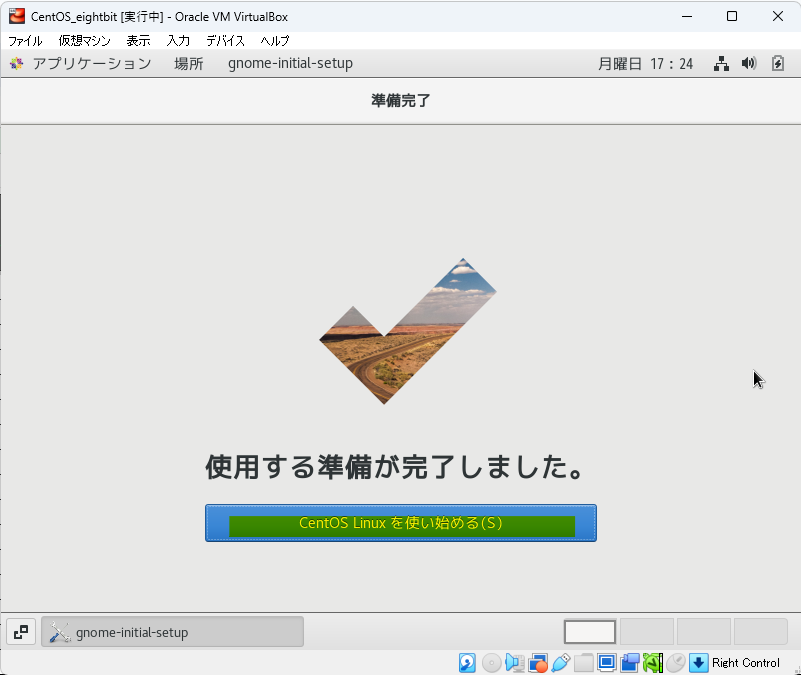 CentOS_eightbit [実行中] - Oracle VM VirtualBox
ファイル 仮想マシン 表示 入力 デバイス ヘルプ
アプリケーション 場所 gnome-initial-setup 月曜日 17:24
準備完了
使用する準備が完了しました。
CentOS Linux を使い始める(S)
gnome-initial-setup
Right Control